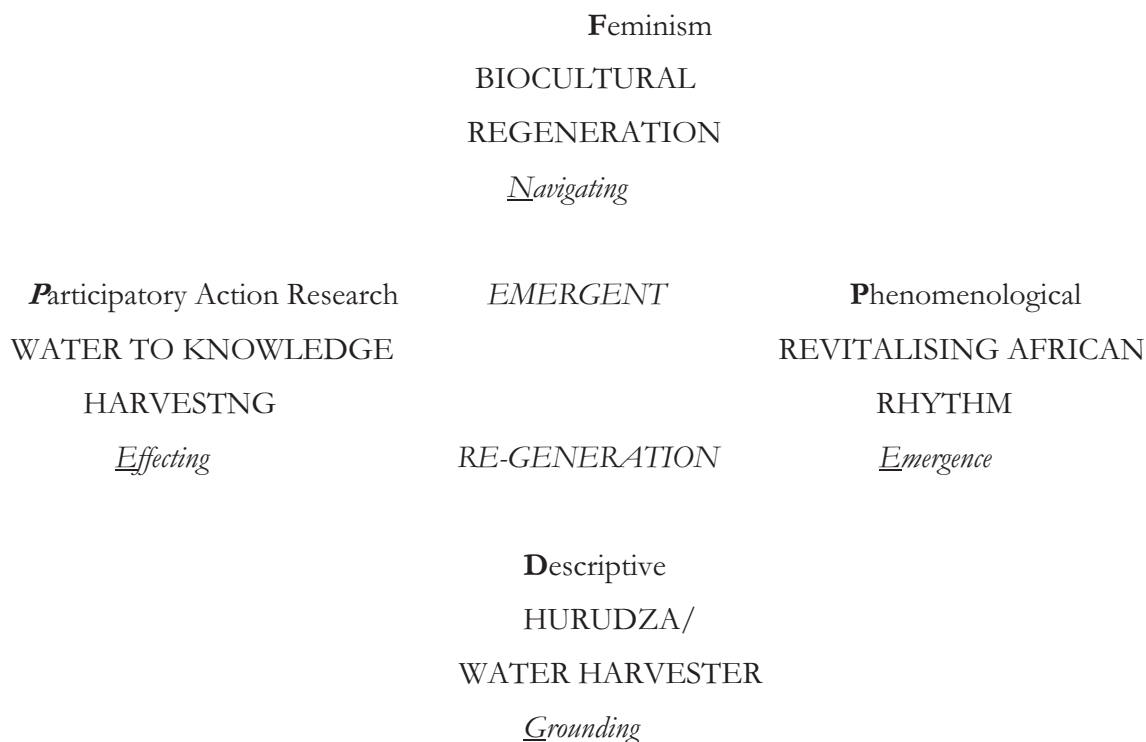 Feminism
BIOCULTURAL
REGENERATION
Navigating
Participatory Action Research EMERGENT Phenomenological
WATER TO KNOWLEDGE REVITALISING AFRICAN
HARVESTNG RHYTHM
Effecting RE-GENERATION Emergence
Descriptive
HURUDZA/
WATER HARVESTER
Grounding